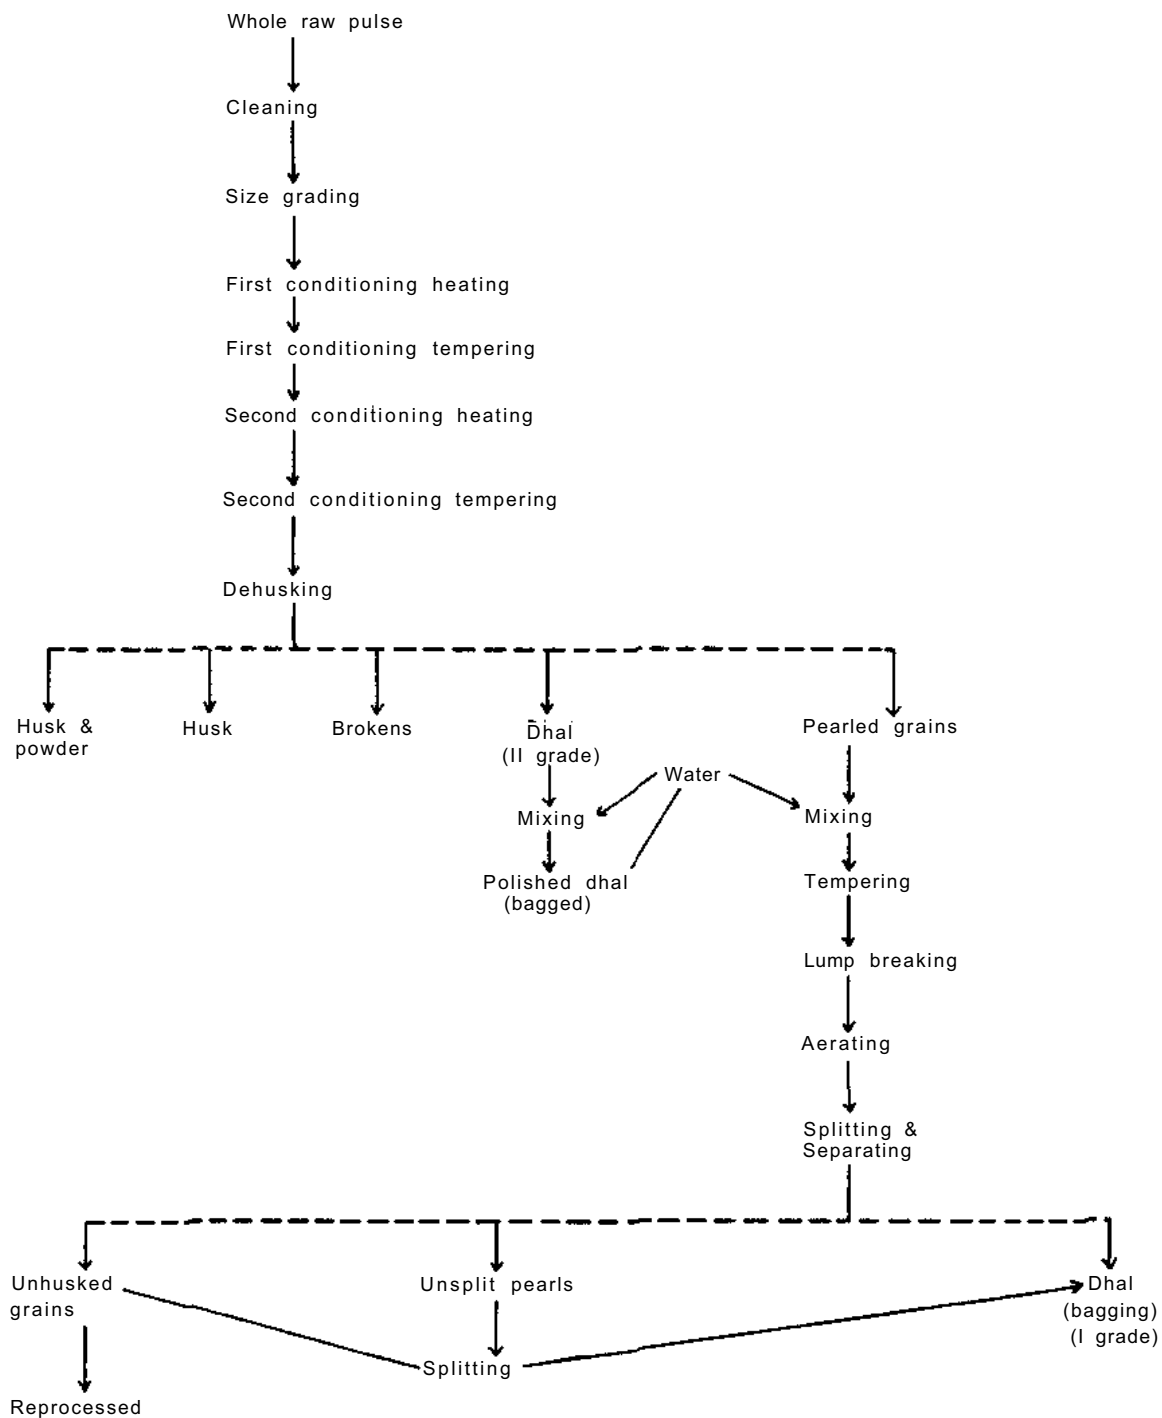 Whole raw pulse
Cleaning
Size grading
First conditioning heating
First conditioning tempering
Second conditioning heating
Second conditioning tempering
Dehusking
Husk &
powder
Husk
Brokens
Dhal
(II grade)
Pearled grains
Water
Mixing
Mixing
Polished dhal
(bagged)
Tempering
Lump breaking
Aerating
Splitting &
Separating
Unhusked
grains
Unsplit pearls
Dhal
(bagging)
(I grade)
Splitting
Reprocessed